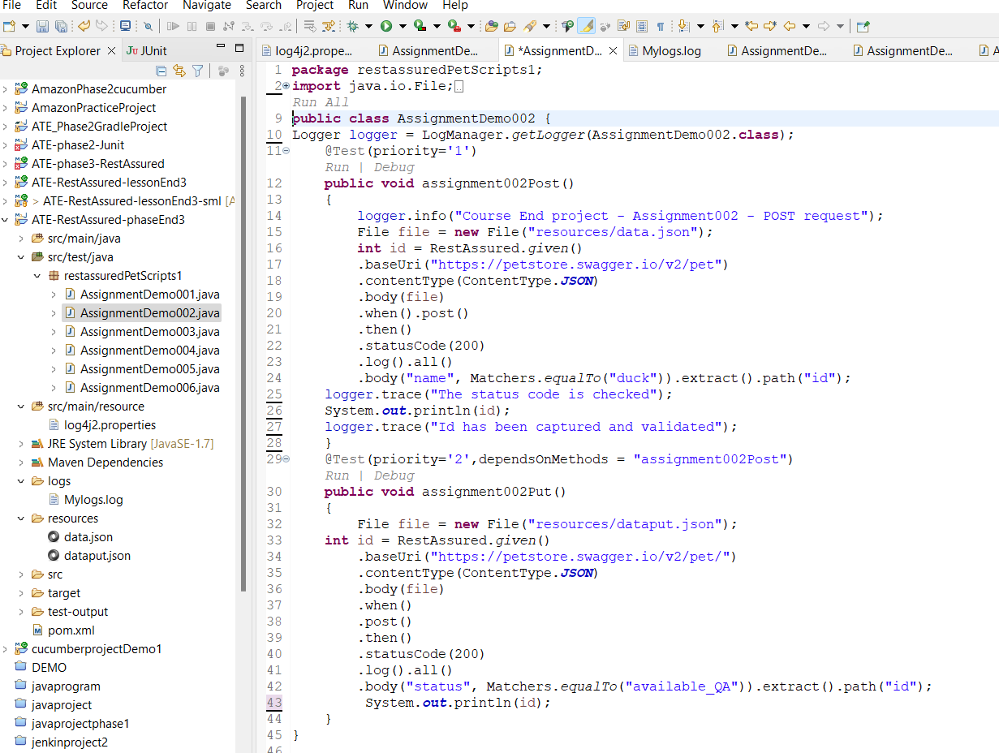 File Edit Source Refactor Navigate Search Project Run Window Help
Project Explorer JUnit
AmazonPhase2cucumber
AmazonPracticeProject
ATE_Phase2GradleProject
ATE-phase2-Junit
ATE-phase3-RestAssured
ATE-RestAssured-lessonEnd3
> ATE-RestAssured-lessonEnd3-sml [A
ATE-RestAssured-phaseEnd3
src/main/java
src/test/java
restassuredPetScripts1
AssignmentDemo001.java
AssignmentDemo002.java
AssignmentDemo003.java
AssignmentDemo004.java
AssignmentDemo005.java
AssignmentDemo006.java
src/main/resource
log4j2.properties
JRE System Library [JavaSE-1.7]
Maven Dependencies
logs
Mylogs.log
resources
data.json
dataput.json
src
target
test-output
pom.xml
cucumberprojectDemo1
DEMO
javaprogram
javaproject
javaprojectphase1
jenkinproject2
log4j2.prope... AssignmentDe... *AssignmentD... Mylogs.log AssignmentDe... AssignmentDe... A
1 package restassuredPetScripts1;
2 import java.io.File;
Run All
9 public class AssignmentDemo002 {
10 Logger logger = LogManager.getLogger(AssignmentDemo002.class);
11 @Test(priority='1')
Run | Debug
12 public void assignment002Post()
13 {
14 logger.info("Course End project - Assignment002 - POST request");
15 File file = new File("resources/data.json");
16 int id = RestAssured.given()
17 .baseUri("https://petstore.swagger.io/v2/pet")
18 .contentType(ContentType.JSON)
19 .body(file)
20 .when().post()
21 .then()
22 .statusCode(200)
23 .log().all()
24 .body("name", Matchers.equalTo("duck")).extract().path("id");
25 logger.trace("The status code is checked");
26 System.out.println(id);
27 logger.trace("Id has been captured and validated");
28 }
29 @Test(priority='2',dependsOnMethods = "assignment002Post")
Run | Debug
30 public void assignment002Put()
31 {
32 File file = new File("resources/dataput.json");
33 int id = RestAssured.given()
34 .baseUri("https://petstore.swagger.io/v2/pet/")
35 .contentType(ContentType.JSON)
36 .body(file)
37 .when()
38 .post()
39 .then()
40 .statusCode(200)
41 .log().all()
42 .body("status", Matchers.equalTo("available_QA")).extract().path("id");
43 System.out.println(id);
44 }
45 }
46